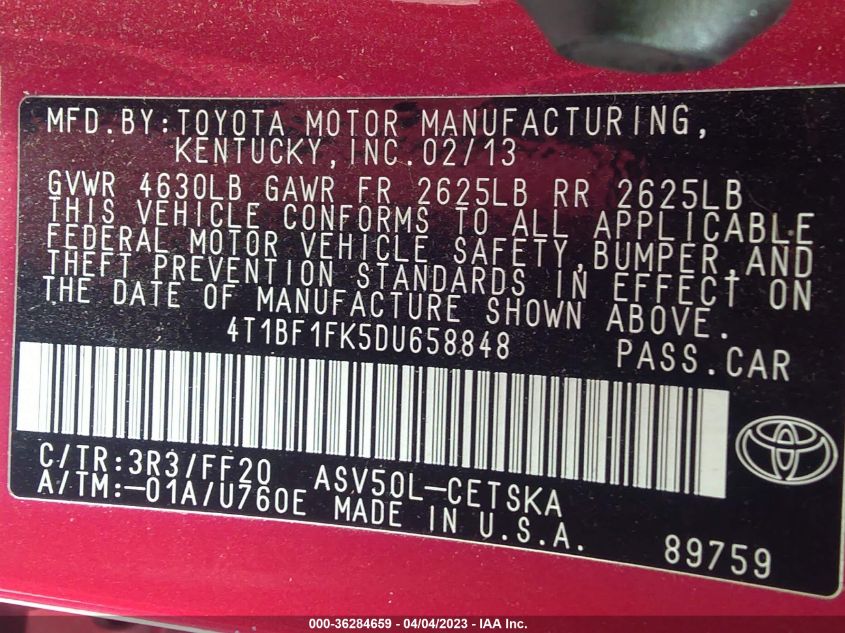 MFD.BY:TOYOTA MOTOR MANUFACTURING,
KENTUCKY,INC.02/13
GVWR 4630LB GAWR FR 2625LB RR 2625LB
THIS VEHICLE CONFORMS TO ALL APPLICABLE
FEDERAL MOTOR VEHICLE SAFETY,BUMPER,AND
THEFT PREVENTION STANDARDS IN EFFECT ON
THE DATE OF MANUFACTURE SHOWN ABOVE.
4T1BF1FK5DU658848 PASS.CAR
C/TR:3R3/FF20 ASV50L-CETSKA
A/TM:-01A/U760E MADE IN U.S.A.
89759
000-36284659 - 04/04/2023 - IAA Inc.